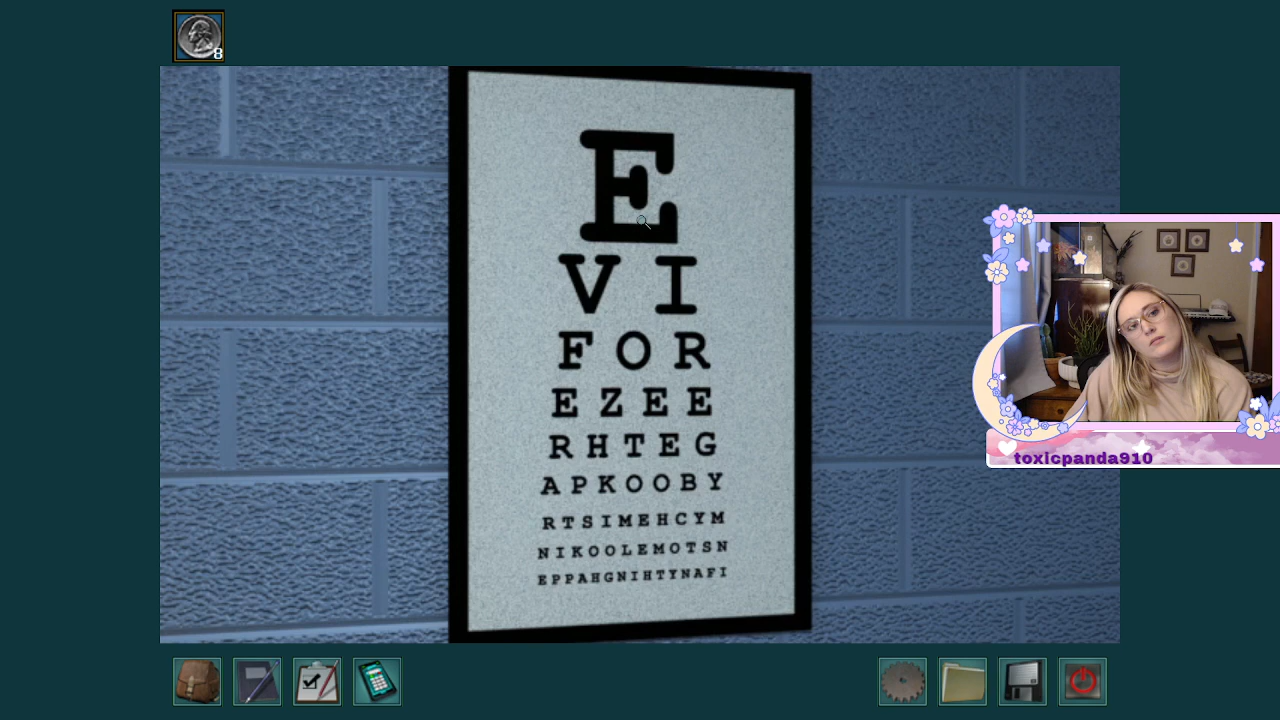 8
E
V I
F O R
E Z E E
R H T E G
A P K O O B Y
R T S I M E H C Y M
N I K O O L E M O T S N
E P P A H G N I H T Y N A F I
toxicpanda910